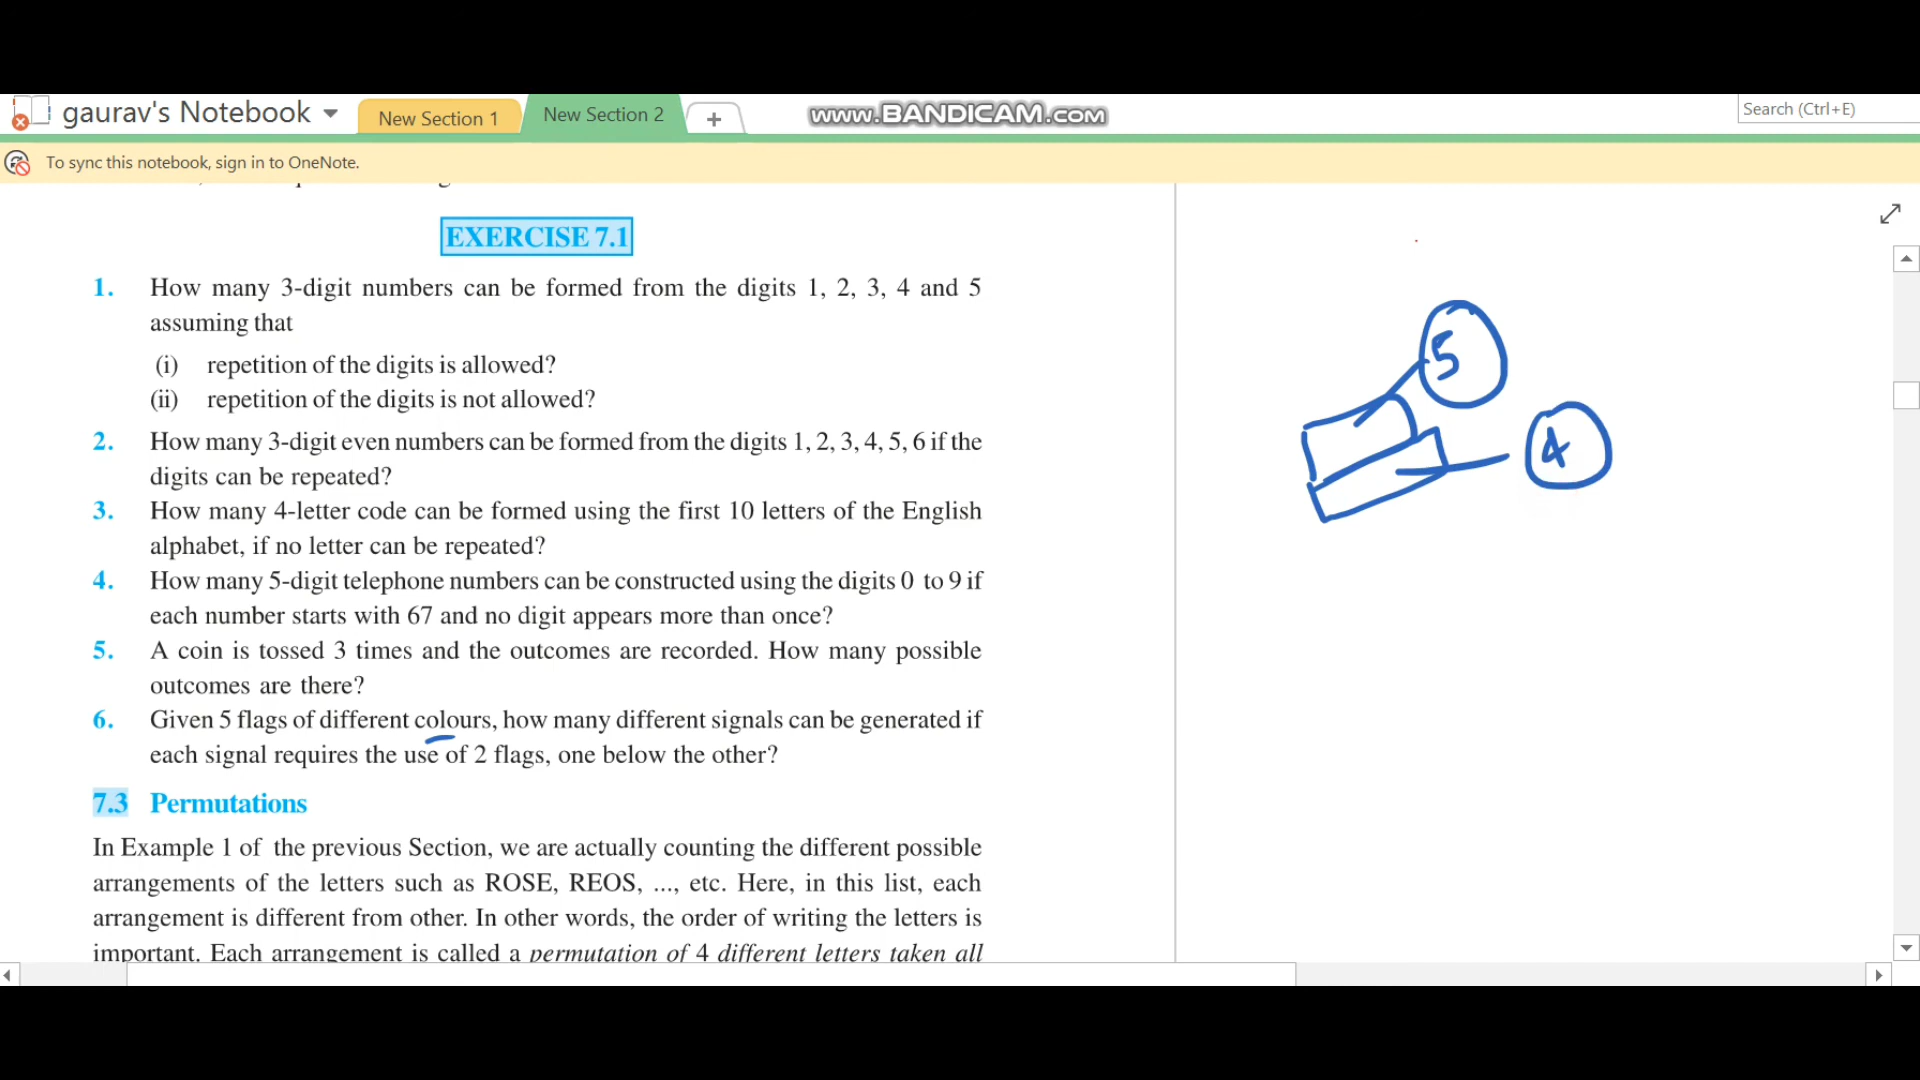 gaurav's Notebook
New Section 1
New Section 2
+
www.BANDICAM.com
Search (Ctrl+E)
To sync this notebook, sign in to OneNote.
EXERCISE 7.1
1. How many 3-digit numbers can be formed from the digits 1, 2, 3, 4 and 5
assuming that
(i) repetition of the digits is allowed?
(ii) repetition of the digits is not allowed?
2. How many 3-digit even numbers can be formed from the digits 1, 2, 3, 4, 5, 6 if the
digits can be repeated?
3. How many 4-letter code can be formed using the first 10 letters of the English
alphabet, if no letter can be repeated?
4. How many 5-digit telephone numbers can be constructed using the digits 0 to 9 if
each number starts with 67 and no digit appears more than once?
5. A coin is tossed 3 times and the outcomes are recorded. How many possible
outcomes are there?
6. Given 5 flags of different colours, how many different signals can be generated if
each signal requires the use of 2 flags, one below the other?
7.3 Permutations
In Example 1 of the previous Section, we are actually counting the different possible
arrangements of the letters such as ROSE, REOS, ..., etc. Here, in this list, each
arrangement is different from other. In other words, the order of writing the letters is
important. Each arrangement is called a permutation of 4 different letters taken all
5
4